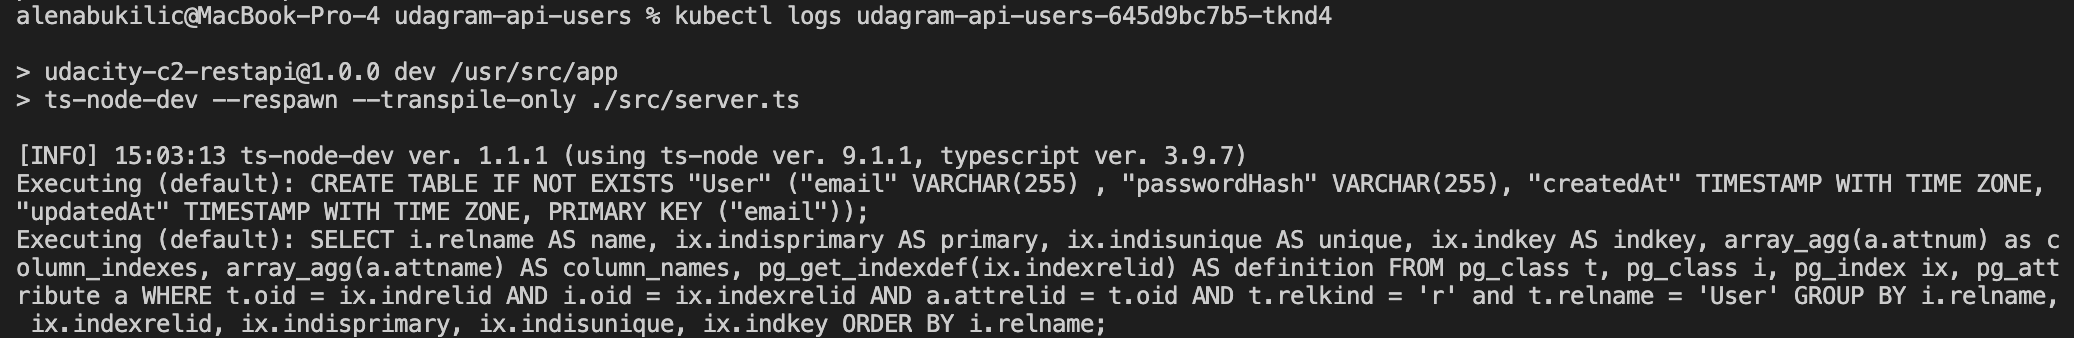 alenabukilic@MacBook-Pro-4 udagram-api-users % kubectl logs udagram-api-users-645d9bc7b5-tknd4
> udacity-c2-restapi@1.0.0 dev /usr/src/app
> ts-node-dev --respawn --transpile-only ./src/server.ts
[INFO] 15:03:13 ts-node-dev ver. 1.1.1 (using ts-node ver. 9.1.1, typescript ver. 3.9.7)
Executing (default): CREATE TABLE IF NOT EXISTS "User" ("email" VARCHAR(255) , "passwordHash" VARCHAR(255), "createdAt" TIMESTAMP WITH TIME ZONE,
"updatedAt" TIMESTAMP WITH TIME ZONE, PRIMARY KEY ("email"));
Executing (default): SELECT i.relname AS name, ix.indisprimary AS primary, ix.indisunique AS unique, ix.indkey AS indkey, array_agg(a.attnum) as c
olumn_indexes, array_agg(a.attname) AS column_names, pg_get_indexdef(ix.indexrelid) AS definition FROM pg_class t, pg_class i, pg_index ix, pg_att
ribute a WHERE t.oid = ix.indrelid AND i.oid = ix.indexrelid AND a.attrelid = t.oid AND t.relkind = 'r' and t.relname = 'User' GROUP BY i.relname,
 ix.indexrelid, ix.indisprimary, ix.indisunique, ix.indkey ORDER BY i.relname;